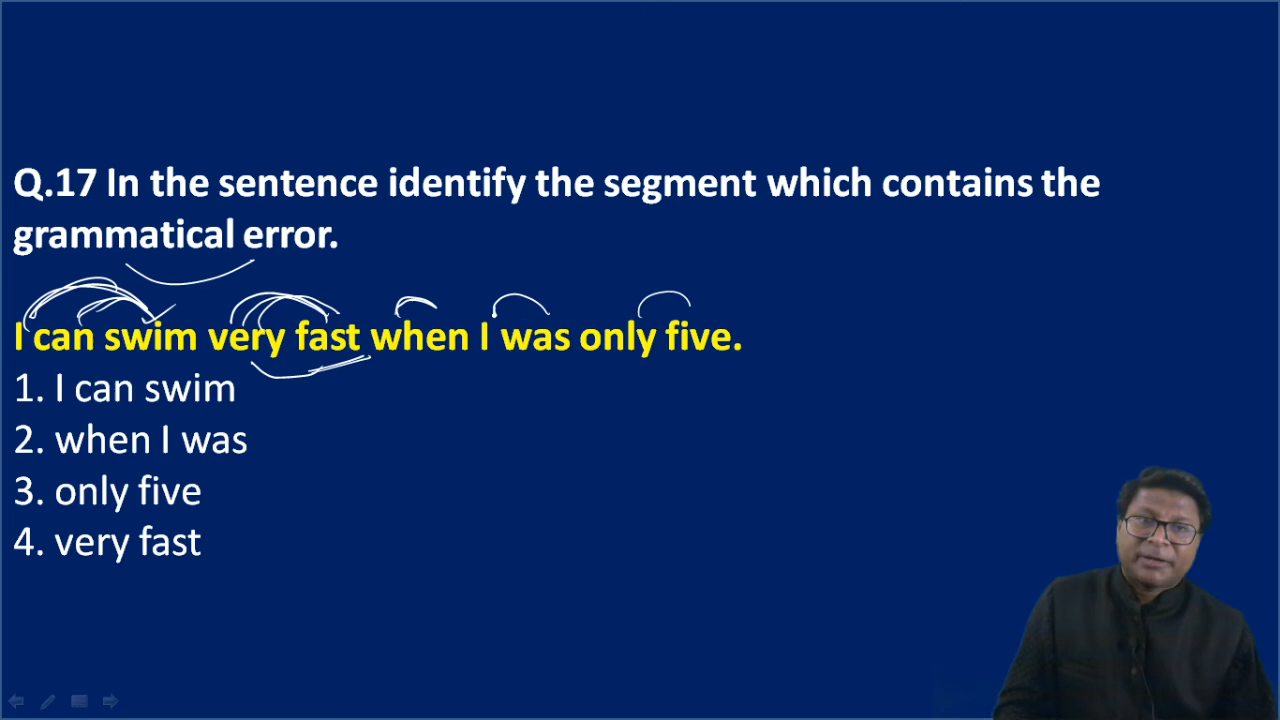 Q.17 In the sentence identify the segment which contains the
grammatical error.
I can swim very fast when I was only five.
1. I can swim
2. when I was
3. only five
4. very fast